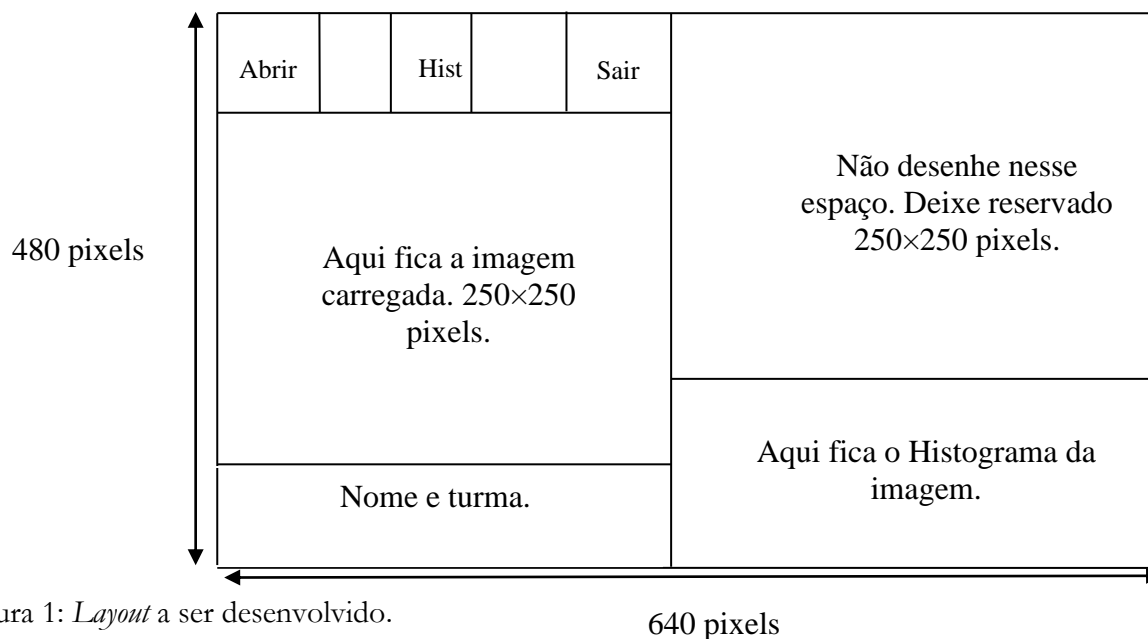 Abrir
Hist
Sair
Não desenhe nesse
espaço. Deixe reservado
250×250 pixels.
480 pixels
Aqui fica a imagem
carregada. 250×250
pixels.
Aqui fica o Histograma da
imagem.
Nome e turma.
ura 1: Layout a ser desenvolvido.
640 pixels